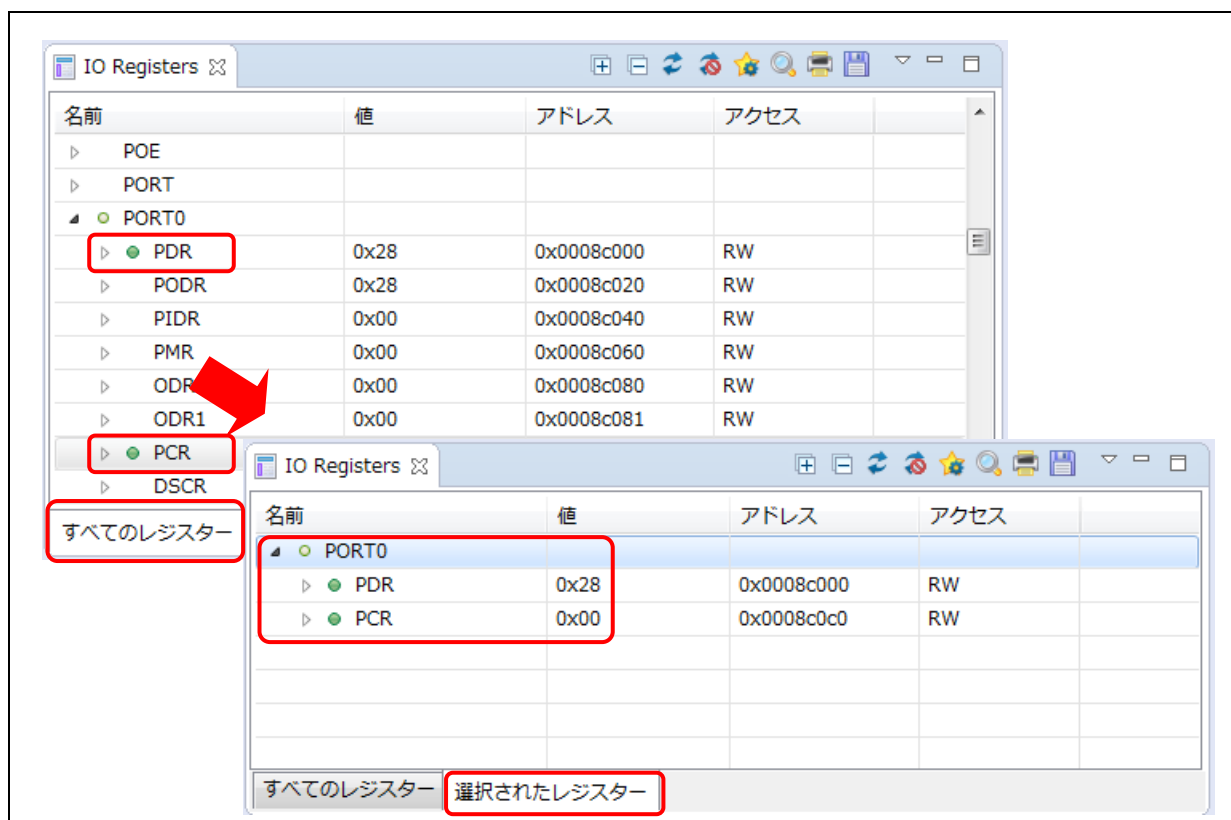 IO Registers
名前 値 アドレス アクセス
POE
PORT
PORT0
PDR 0x28 0x0008c000 RW
PODR 0x28 0x0008c020 RW
PIDR 0x00 0x0008c040 RW
PMR 0x00 0x0008c060 RW
ODR 0x00 0x0008c080 RW
ODR1 0x00 0x0008c081 RW
PCR
DSCR
すべてのレジスター
IO Registers
名前 値 アドレス アクセス
PORT0
PDR 0x28 0x0008c000 RW
PCR 0x00 0x0008c0c0 RW
すべてのレジスター 選択されたレジスター